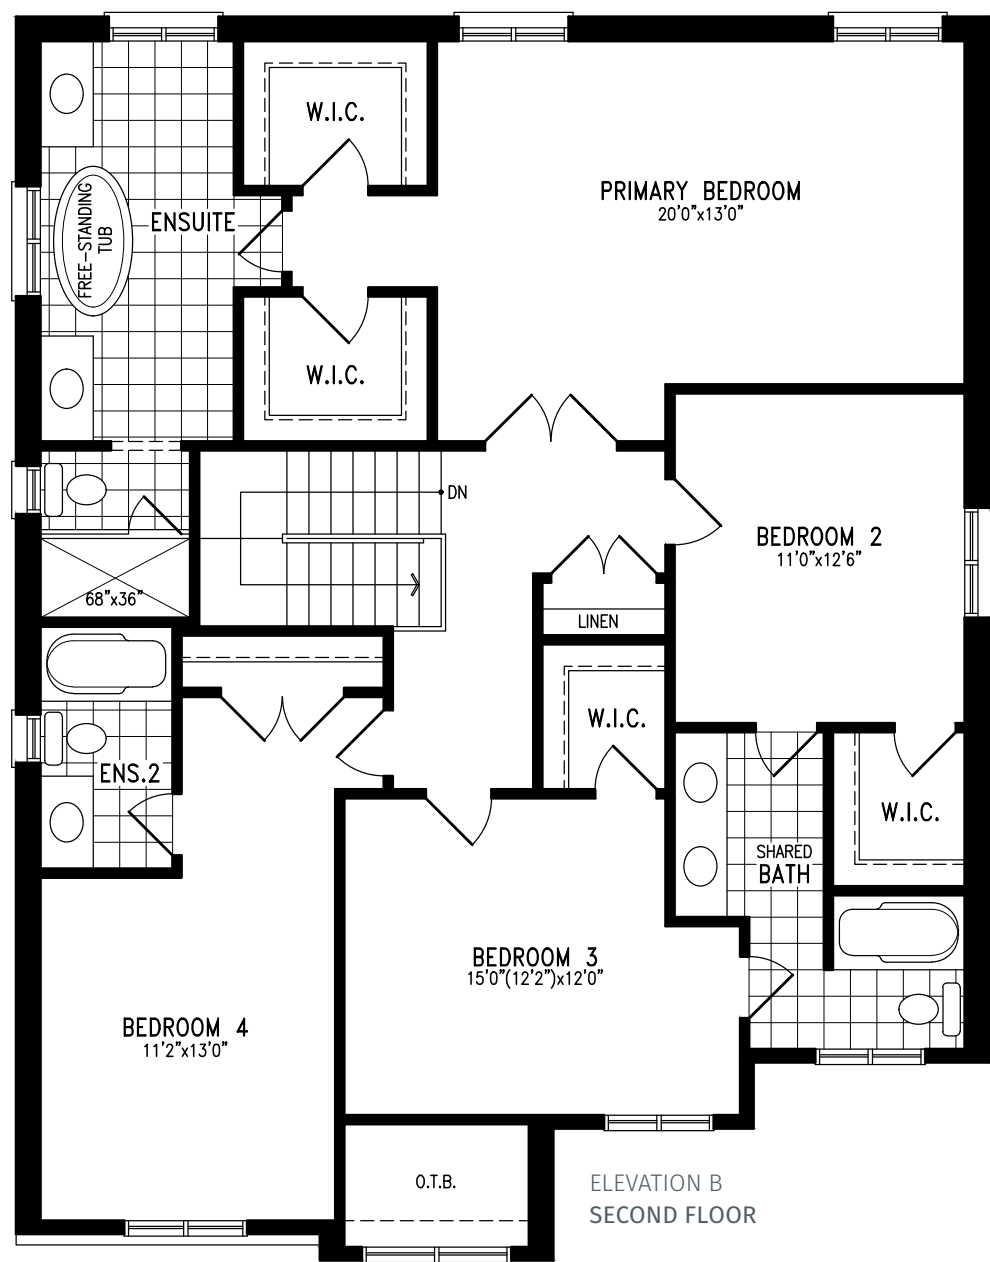 W.I.C.
PRIMARY BEDROOM
20'0"x13'0"
ENSUITE
FREE-STANDING
TUB
W.I.C.
DN
BEDROOM 2
11'0"x12'6"
68"x36"
LINEN
W.I.C.
ENS.2
W.I.C.
SHARED
BATH
BEDROOM 3
15'0"(12'2")x12'0"
BEDROOM 4
11'2"x13'0"
O.T.B.
ELEVATION B
SECOND FLOOR